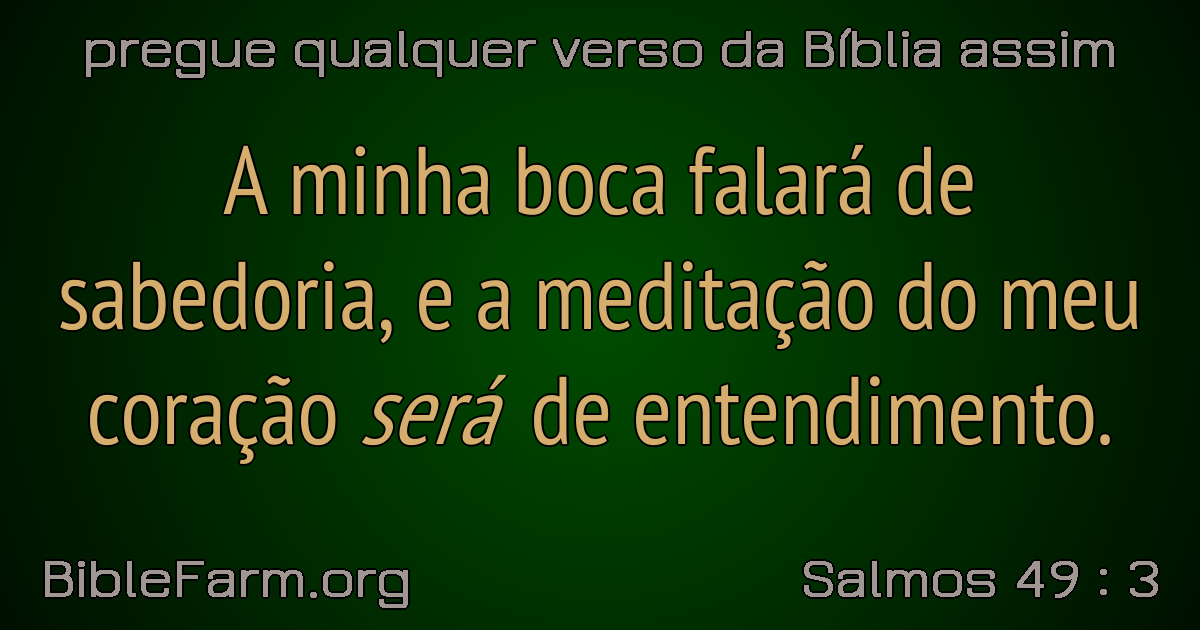 pregue qualquer verso da Bíblia assim
A minha boca falará de
sabedoria, e a meditação do meu
coração será de entendimento.
BibleFarm.org
Salmos 49 : 3